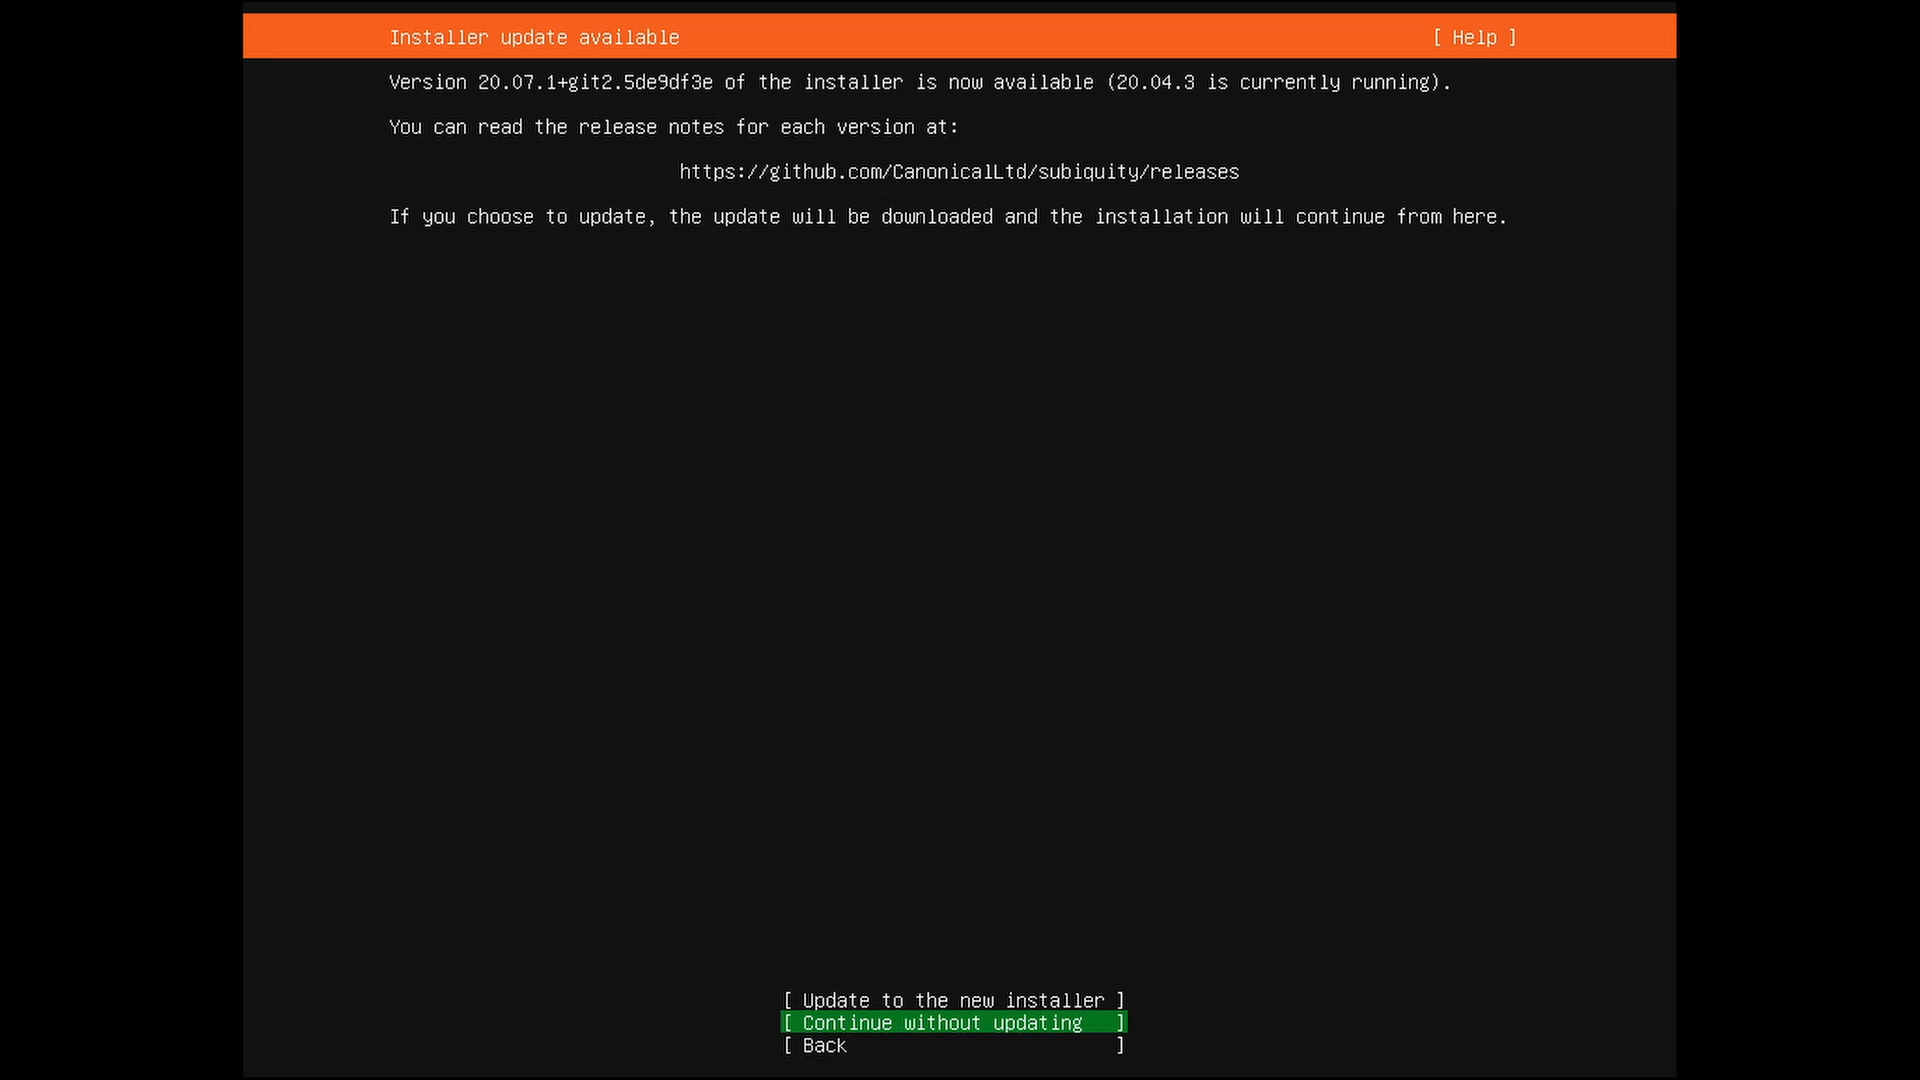 Installer update available [ Help ]
Version 20.07.1+git2.5de9df3e of the installer is now available (20.04.3 is currently running).
You can read the release notes for each version at:
https://github.com/CanonicalLtd/subiquity/releases
If you choose to update, the update will be downloaded and the installation will continue from here.
[ Update to the new installer ]
[ Continue without updating ]
[ Back ]